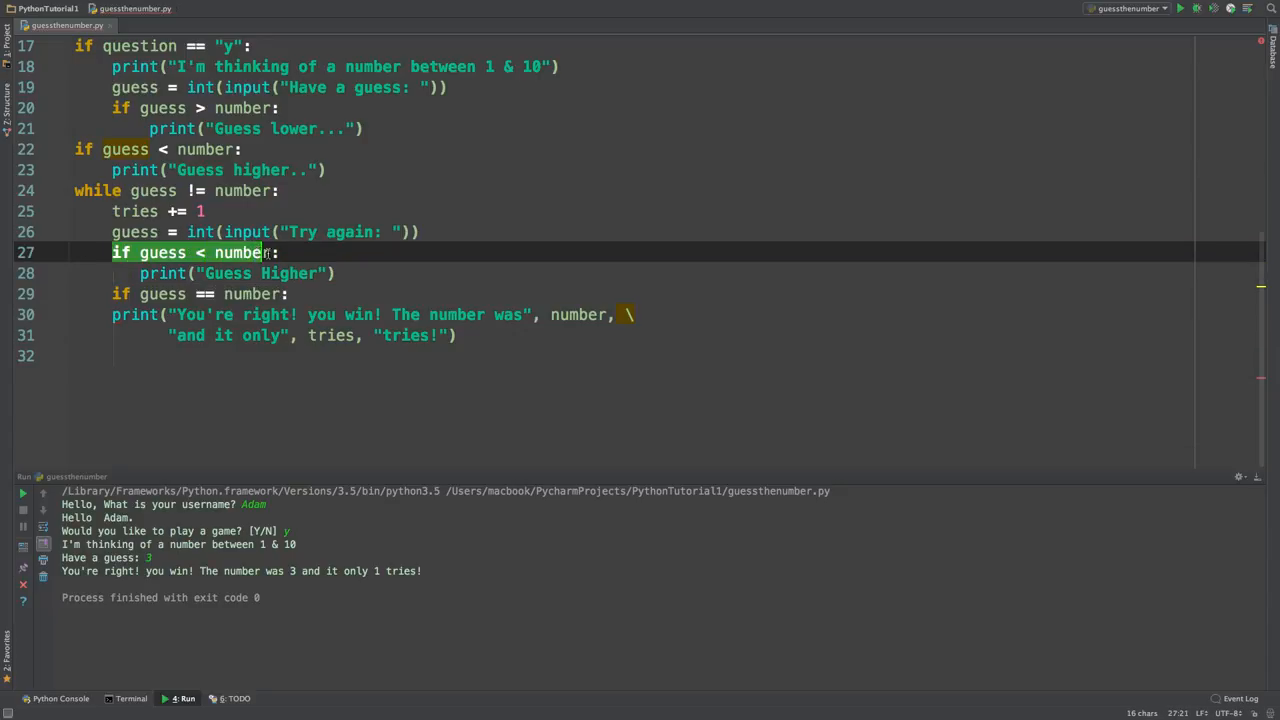 PythonTutorial1 guessthenumber.py guessthenumber
guessthenumber.py
1: Project
Z: Structure
2: Favorites
Database
17 if question == "y":
18 print("I'm thinking of a number between 1 & 10")
19 guess = int(input("Have a guess: "))
20 if guess > number:
21 print("Guess lower...")
22 if guess < number:
23 print("Guess higher..")
24 while guess != number:
25 tries += 1
26 guess = int(input("Try again: "))
27 if guess < number:
28 print("Guess Higher")
29 if guess == number:
30 print("You're right! you win! The number was", number, \
31 "and it only", tries, "tries!")
32
Run guessthenumber
/Library/Frameworks/Python.framework/Versions/3.5/bin/python3.5 /Users/macbook/PycharmProjects/PythonTutorial1/guessthenumber.py
Hello, What is your username? Adam
Hello  Adam.
Would you like to play a game? [Y/N] y
I'm thinking of a number between 1 & 10
Have a guess: 3
You're right! you win! The number was 3 and it only 1 tries!
Process finished with exit code 0
Python Console Terminal 4: Run 6: TODO Event Log
16 chars 27:21 LF÷ UTF-8÷